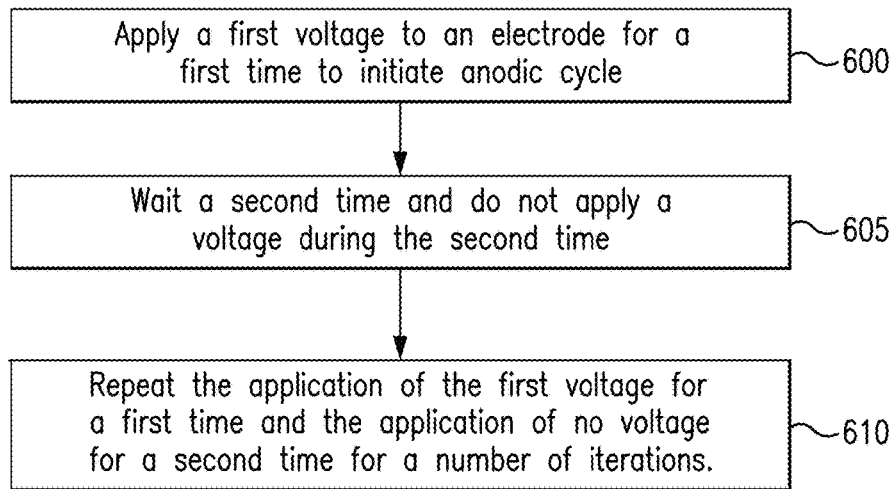 Apply a first voltage to an electrode for a
first time to initiate anodic cycle
600
Wait a second time and do not apply a
voltage during the second time
605
Repeat the application of the first voltage for
a first time and the application of no voltage
for a second time for a number of iterations.
610